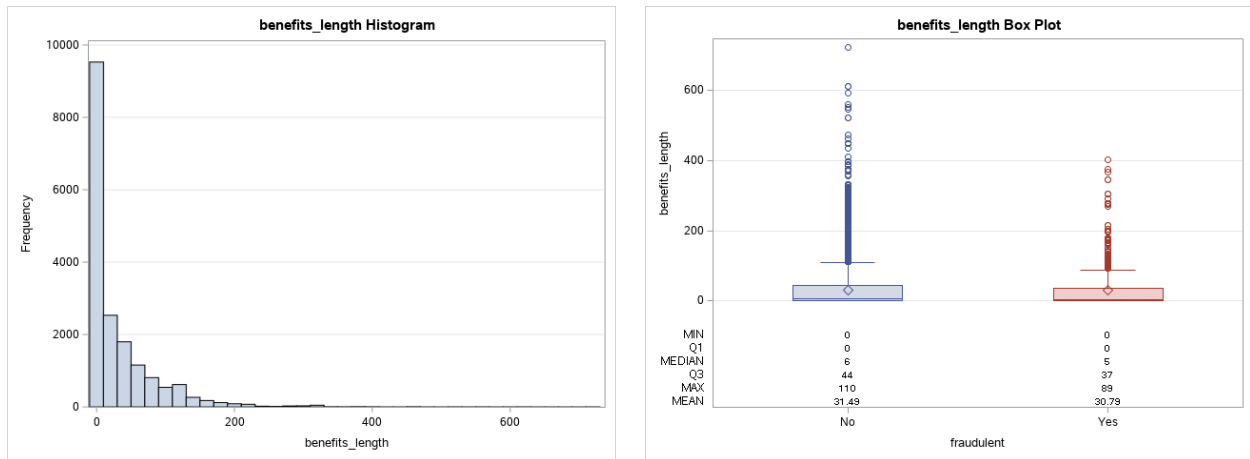 benefits_length Histogram
10000
8000
6000
4000
2000
0
Frequency
0
200
400
600
benefits_length
benefits_length Box Plot
600
400
200
0
benefits_length
MIN 0 0
Q1 0 0
MEDIAN 6 5
Q3 44 37
MAX 110 89
MEAN 31.49 30.79
No Yes
fraudulent